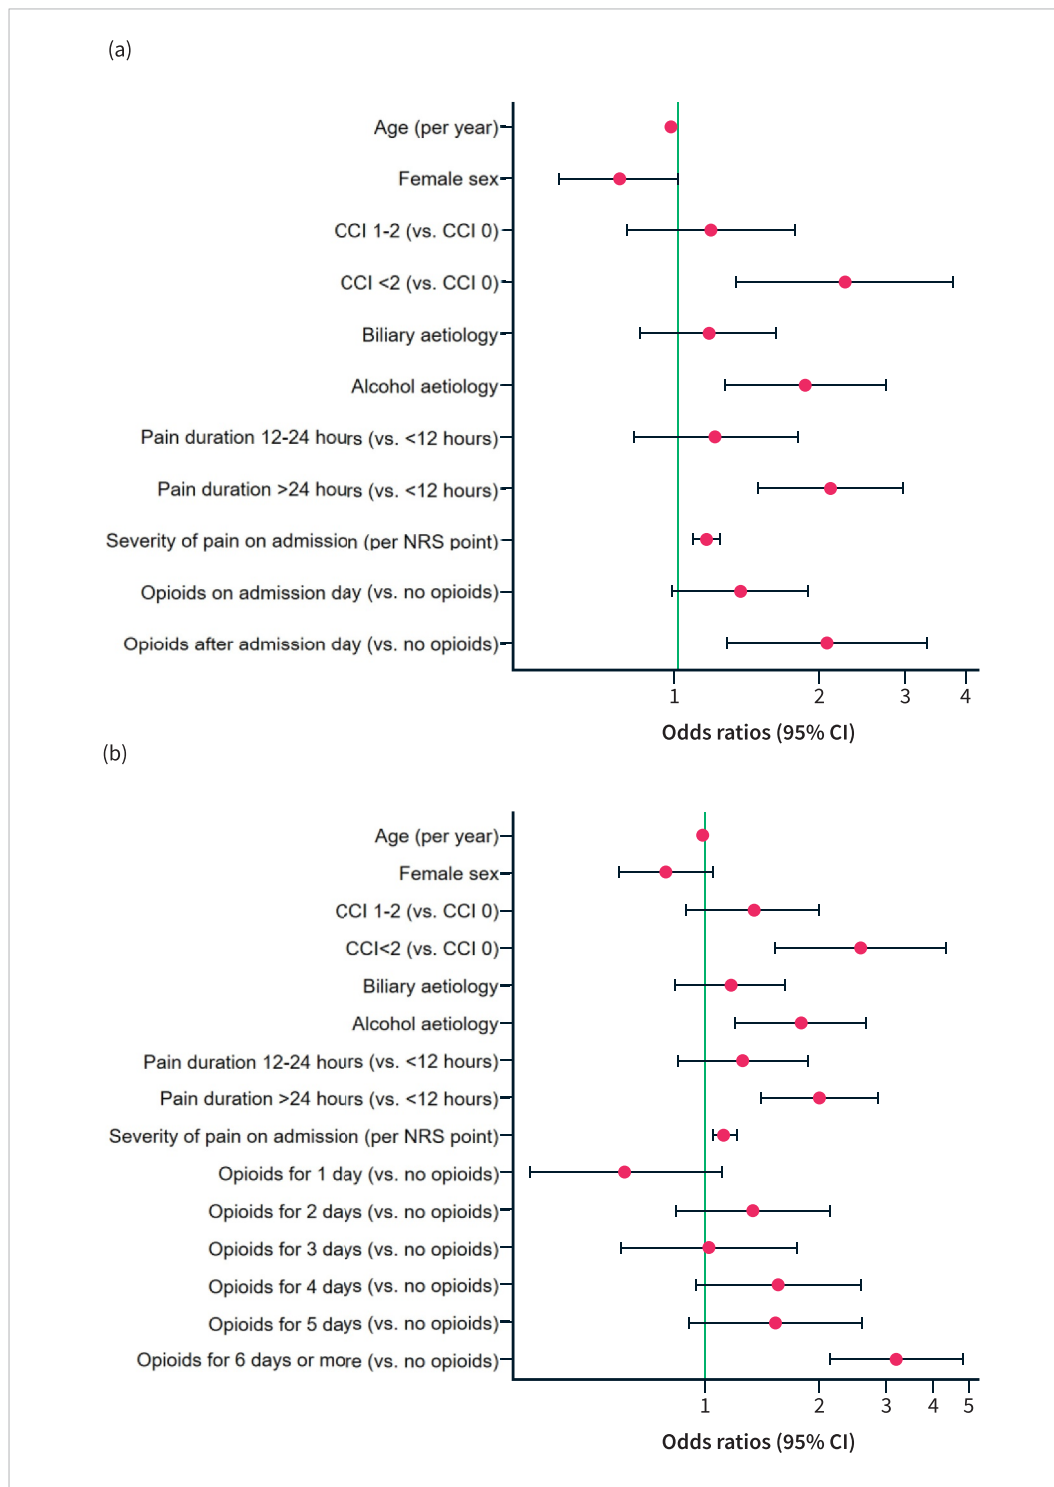 (a)
Age (per year)
Female sex
CCI 1-2 (vs. CCI 0)
CCI <2 (vs. CCI 0)
Biliary aetiology
Alcohol aetiology
Pain duration 12-24 hours (vs. <12 hours)
Pain duration >24 hours (vs. <12 hours)
Severity of pain on admission (per NRS point)
Opioids on admission day (vs. no opioids)
Opioids after admission day (vs. no opioids)
1 2 3 4
Odds ratios (95% CI)
(b)
Age (per year)
Female sex
CCI 1-2 (vs. CCI 0)
CCI<2 (vs. CCI 0)
Biliary aetiology
Alcohol aetiology
Pain duration 12-24 hours (vs. <12 hours)
Pain duration >24 hours (vs. <12 hours)
Severity of pain on admission (per NRS point)
Opioids for 1 day (vs. no opioids)
Opioids for 2 days (vs. no opioids)
Opioids for 3 days (vs. no opioids)
Opioids for 4 days (vs. no opioids)
Opioids for 5 days (vs. no opioids)
Opioids for 6 days or more (vs. no opioids)
1 2 3 4 5
Odds ratios (95% CI)